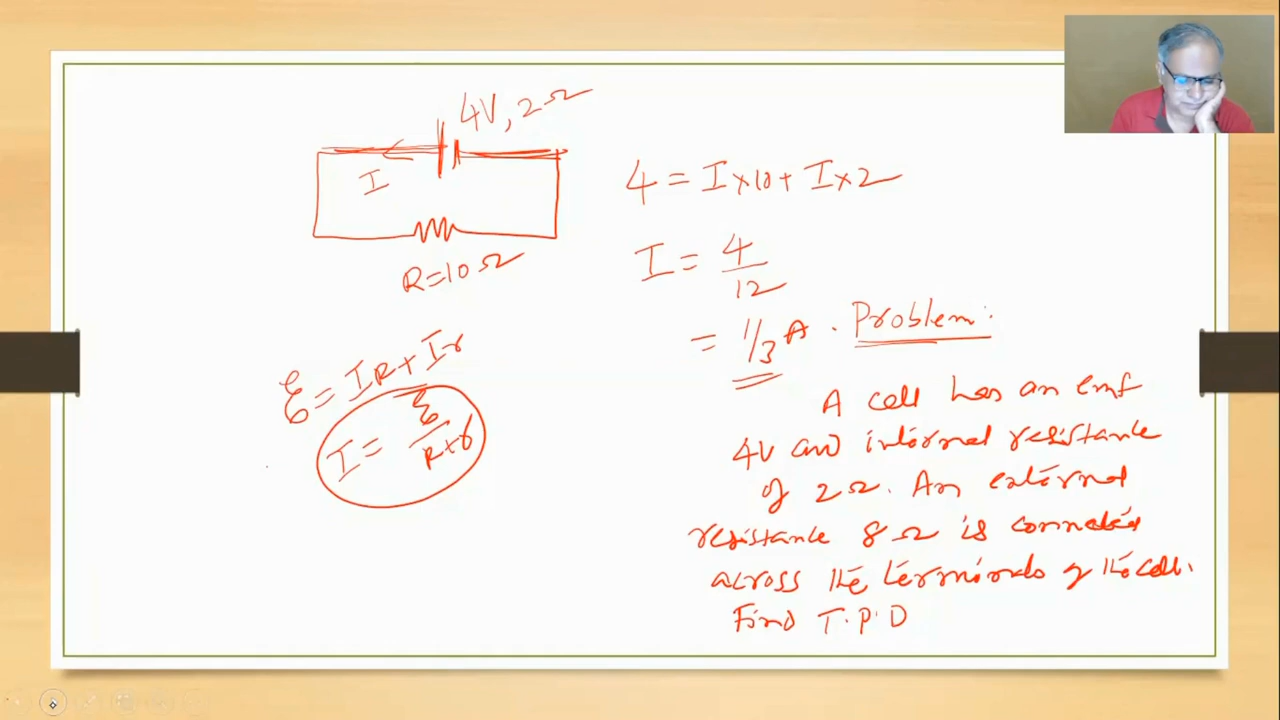 4V, 2Ω
I
R=10Ω
4 = I×10 + I×2
I = 4/12
= 1/3 A.
ℰ = IR + Ir
I = ℰ/R+r
Problem:
A cell has an emf
4V and internal resistance
of 2Ω. An external
resistance 8Ω is connected
across the terminals of the cell.
Find T.P.D